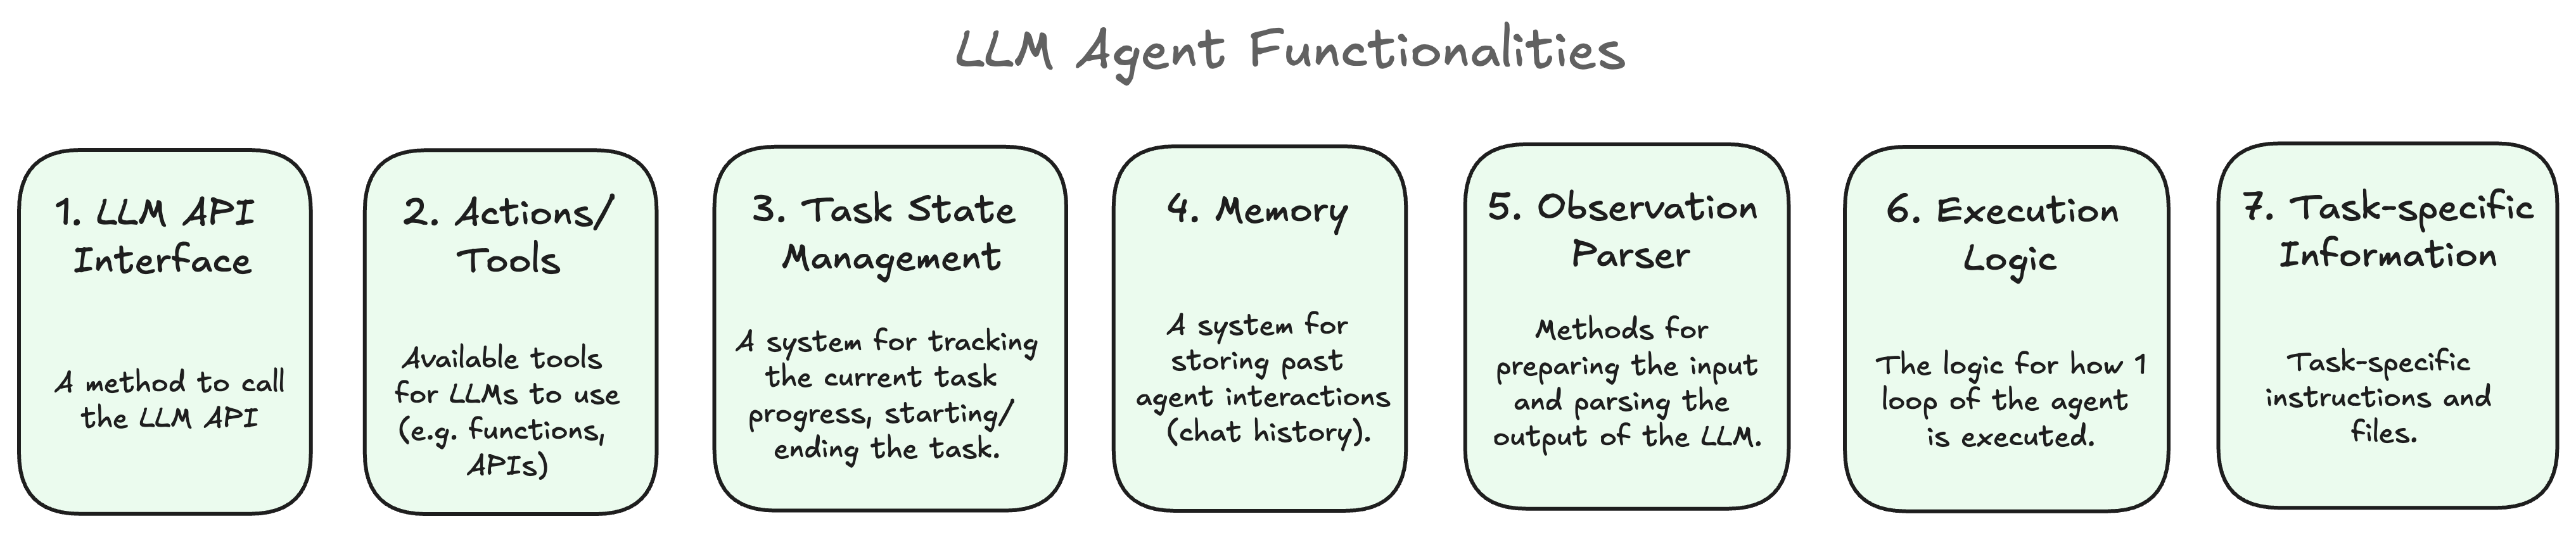 LLM Agent Functionalities
1. LLM API
Interface
A method to call
the LLM API
2. Actions/
Tools
Available tools
for LLMs to use
(e.g. functions,
APIs)
3. Task State
Management
A system for tracking
the current task
progress, starting/
ending the task.
4. Memory
A system for
storing past
agent interactions
(chat history).
5. Observation
Parser
Methods for
preparing the input
and parsing the
output of the LLM.
6. Execution
Logic
The logic for how 1
loop of the agent
is executed.
7. Task-specific
Information
Task-specific
instructions and
files.